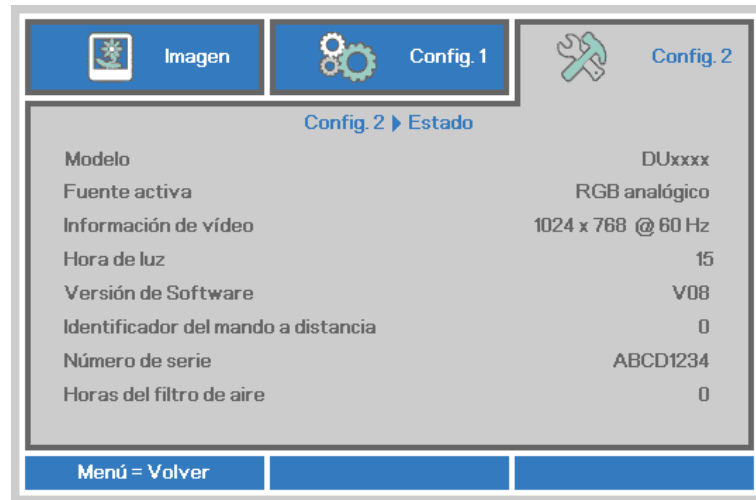 Imagen
Config. 1
Config. 2
Config. 2 Estado
Modelo DUxxxx
Fuente activa RGB analógico
Información de vídeo 1024 x 768 @ 60 Hz
Hora de luz 15
Versión de Software V08
Identificador del mando a distancia 0
Número de serie ABCD1234
Horas del filtro de aire 0
Menú = Volver